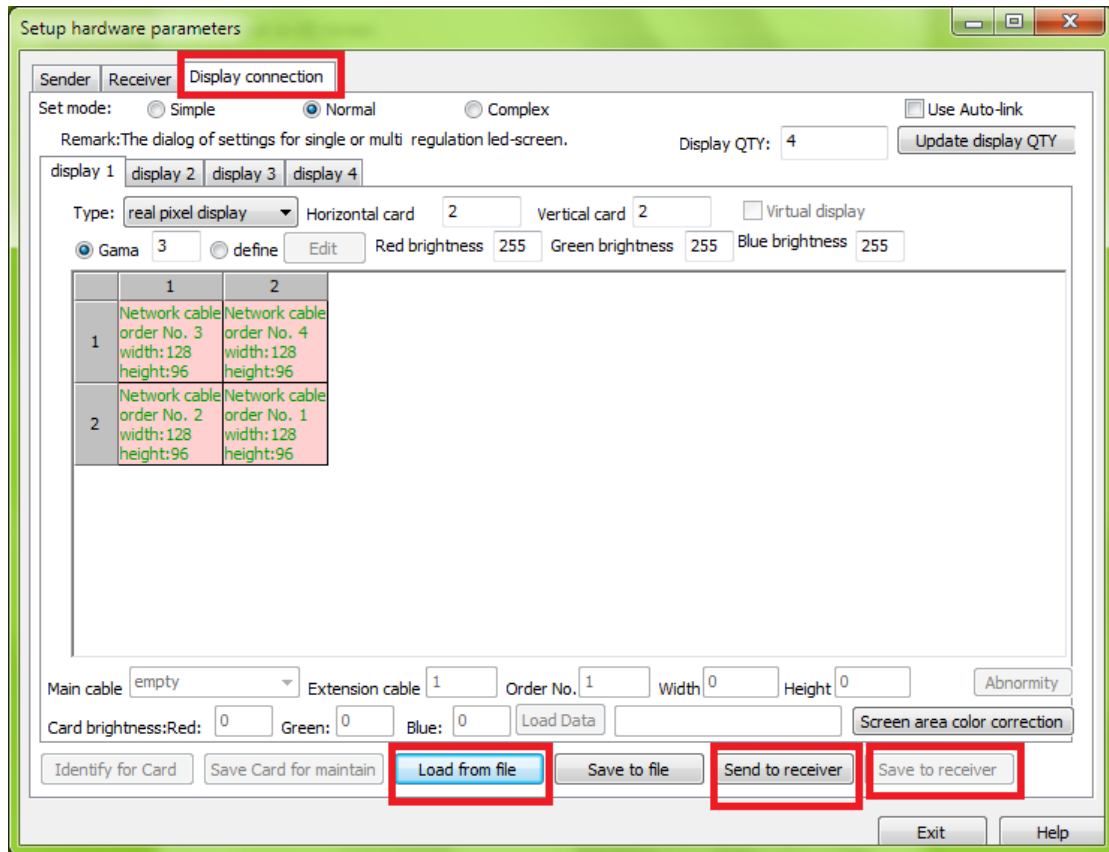 Setup hardware parameters
Sender Receiver Display connection
Set mode: Simple Normal Complex Use Auto-link
Remark:The dialog of settings for single or multi regulation led-screen. Display QTY: 4 Update display QTY
display 1 display 2 display 3 display 4
Type: real pixel display Horizontal card 2 Vertical card 2 Virtual display
Gama 3 define Edit Red brightness 255 Green brightness 255 Blue brightness 255
1 2
1
Network cable
order No. 3
width:128
height:96
Network cable
order No. 4
width:128
height:96
2
Network cable
order No. 2
width:128
height:96
Network cable
order No. 1
width:128
height:96
Main cable empty Extension cable 1 Order No. 1 Width 0 Height 0 Abnormity
Card brightness:Red: 0 Green: 0 Blue: 0 Load Data Screen area color correction
Identify for Card Save Card for maintain Load from file Save to file Send to receiver Save to receiver
Exit Help